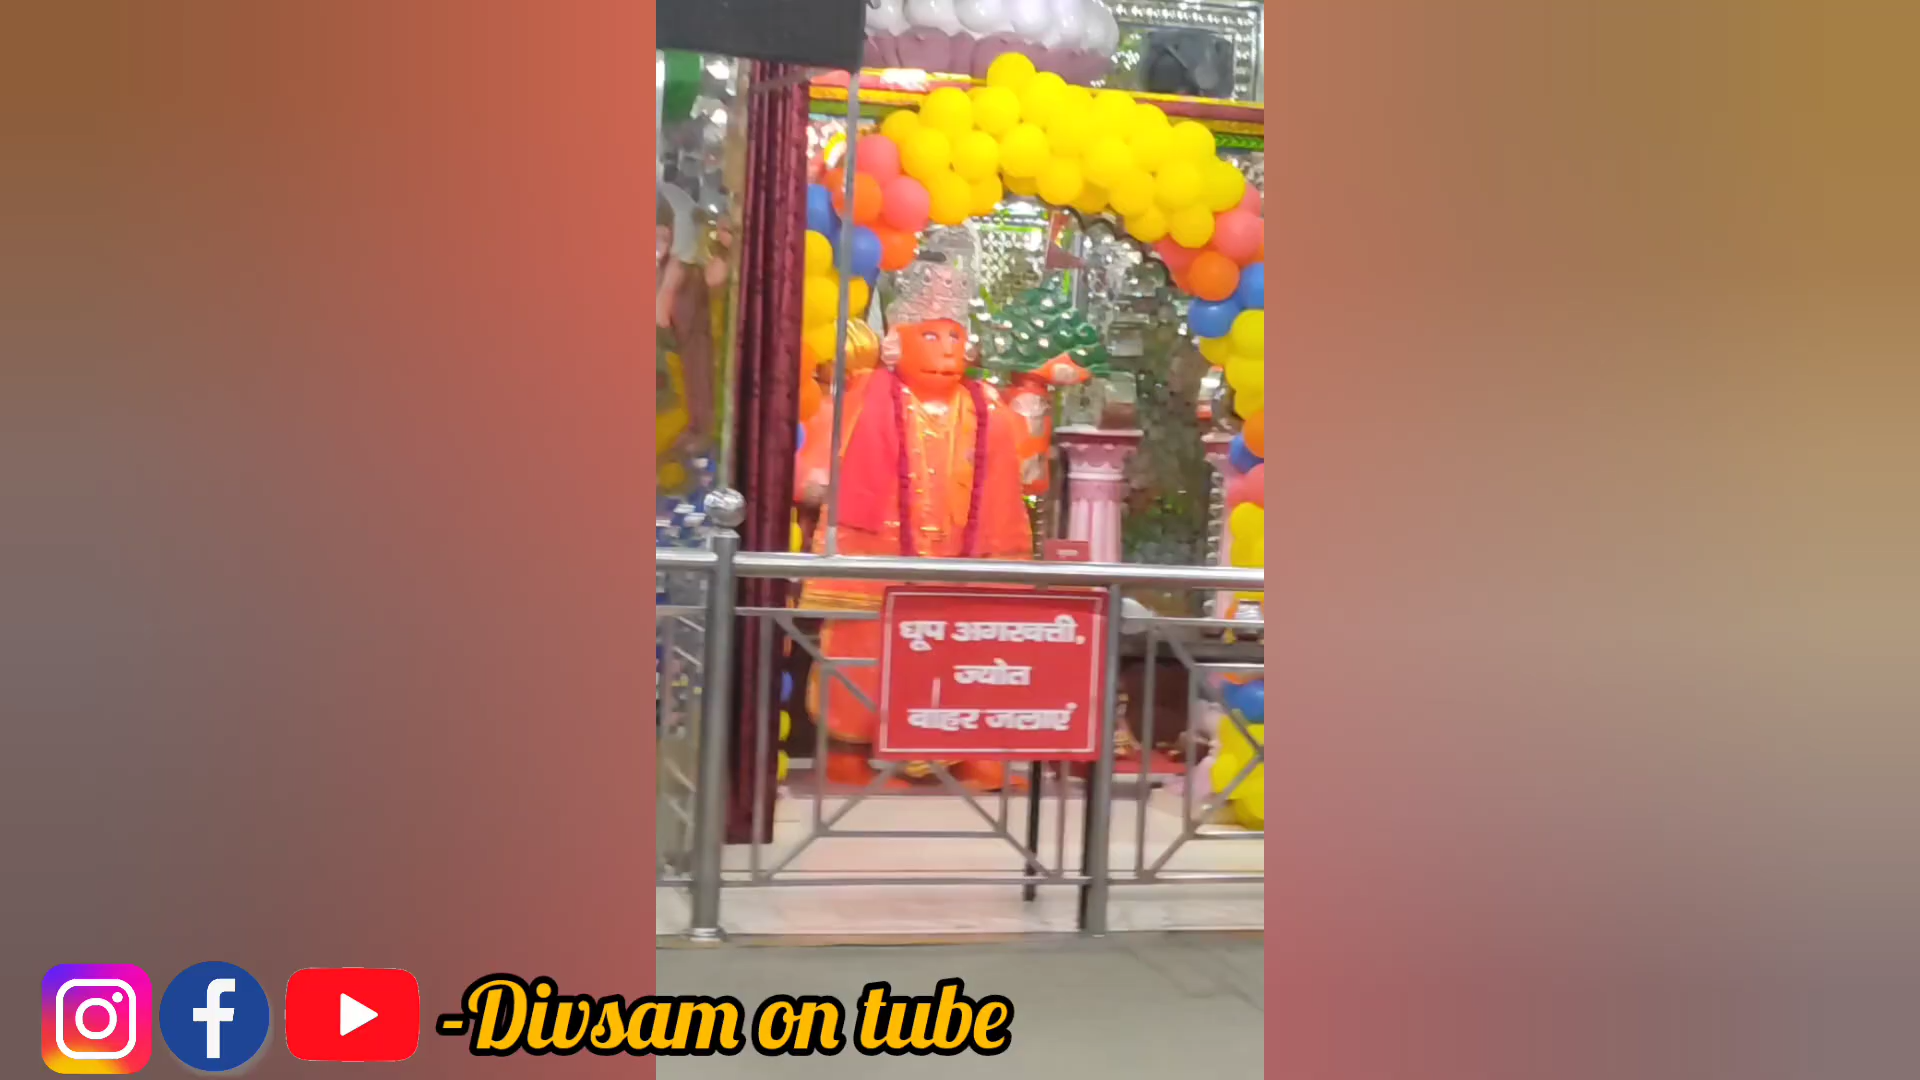 धूप अगरबत्ती,
ज्योत
बाहर जलाएं
-Divsam on tube